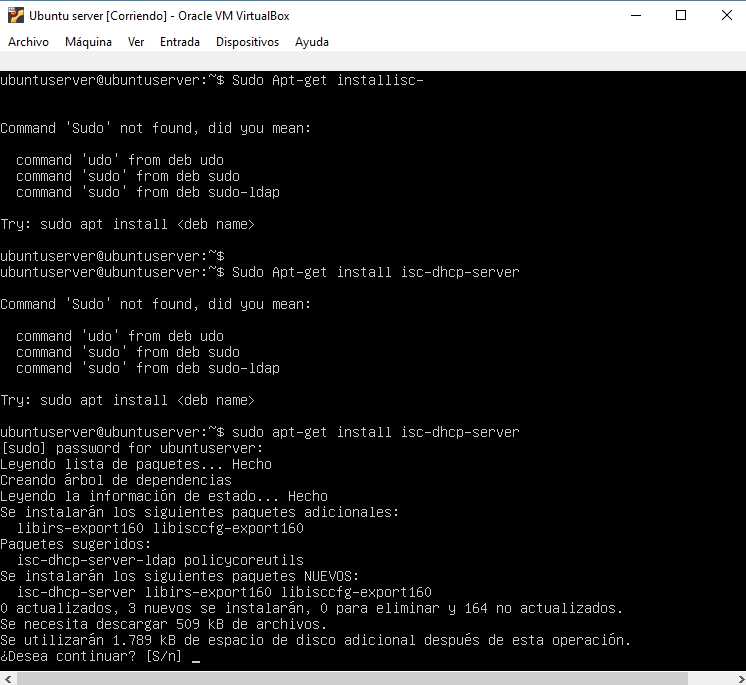 Ubuntu server [Corriendo] - Oracle VM VirtualBox
Archivo Máquina Ver Entrada Dispositivos Ayuda
ubuntuserver@ubuntuserver:~$ Sudo Apt-get installisc-
Command 'Sudo' not found, did you mean:
command 'udo' from deb udo
command 'sudo' from deb sudo
command 'sudo' from deb sudo-ldap
Try: sudo apt install <deb name>
ubuntuserver@ubuntuserver:~$
ubuntuserver@ubuntuserver:~$ Sudo Apt-get install isc-dhcp-server
Command 'Sudo' not found, did you mean:
command 'udo' from deb udo
command 'sudo' from deb sudo
command 'sudo' from deb sudo-ldap
Try: sudo apt install <deb name>
ubuntuserver@ubuntuserver:~$ sudo apt-get install isc-dhcp-server
[sudo] password for ubuntuserver:
Leyendo lista de paquetes... Hecho
Creando árbol de dependencias
Leyendo la información de estado... Hecho
Se instalarán los siguientes paquetes adicionales:
libirs-export160 libisccfg-export160
Paquetes sugeridos:
isc-dhcp-server-ldap policycoreutils
Se instalarán los siguientes paquetes NUEVOS:
isc-dhcp-server libirs-export160 libisccfg-export160
0 actualizados, 3 nuevos se instalarán, 0 para eliminar y 164 no actualizados.
Se necesita descargar 509 kB de archivos.
Se utilizarán 1.789 kB de espacio de disco adicional después de esta operación.
¿Desea continuar? [S/n] _